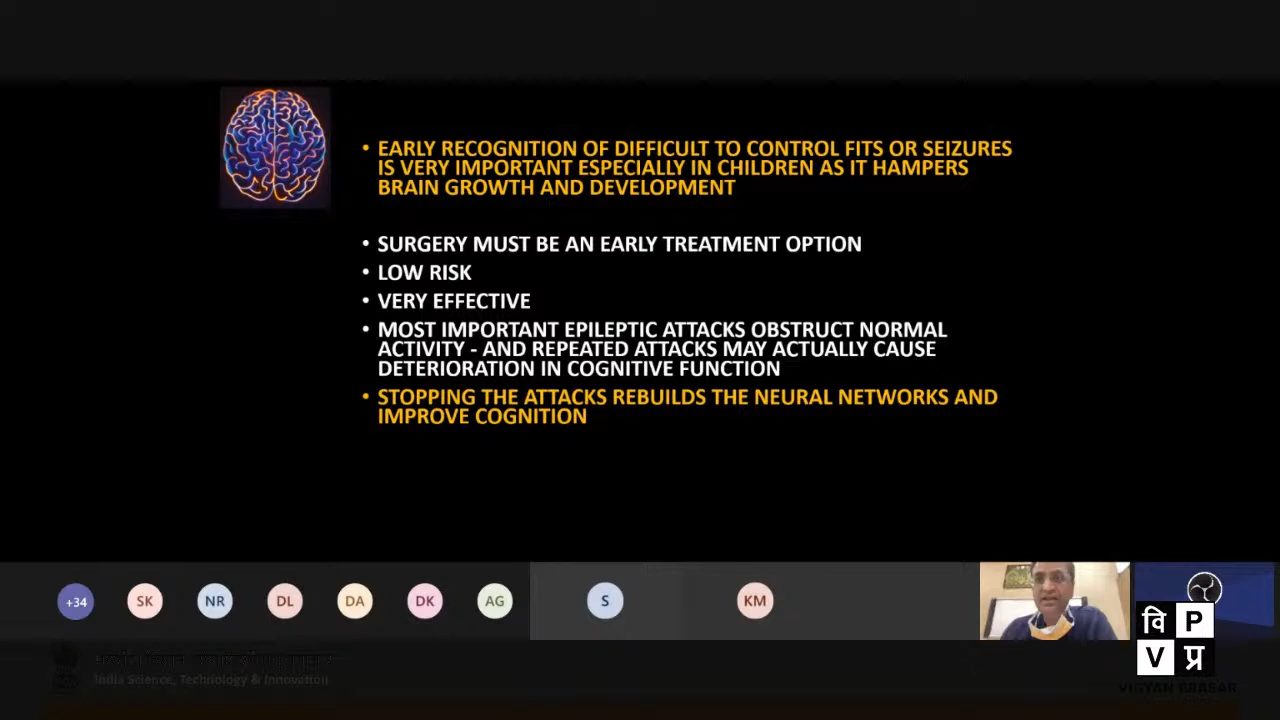 • EARLY RECOGNITION OF DIFFICULT TO CONTROL FITS OR SEIZURES
IS VERY IMPORTANT ESPECIALLY IN CHILDREN AS IT HAMPERS
BRAIN GROWTH AND DEVELOPMENT
• SURGERY MUST BE AN EARLY TREATMENT OPTION
• LOW RISK
• VERY EFFECTIVE
• MOST IMPORTANT EPILEPTIC ATTACKS OBSTRUCT NORMAL
ACTIVITY - AND REPEATED ATTACKS MAY ACTUALLY CAUSE
DETERIORATION IN COGNITIVE FUNCTION
• STOPPING THE ATTACKS REBUILDS THE NEURAL NETWORKS AND
IMPROVE COGNITION
+34 SK NR DL DA DK AG S KM
वि P
V प्र
India Science, Technology & Innovation
VIGYAN PRASAR